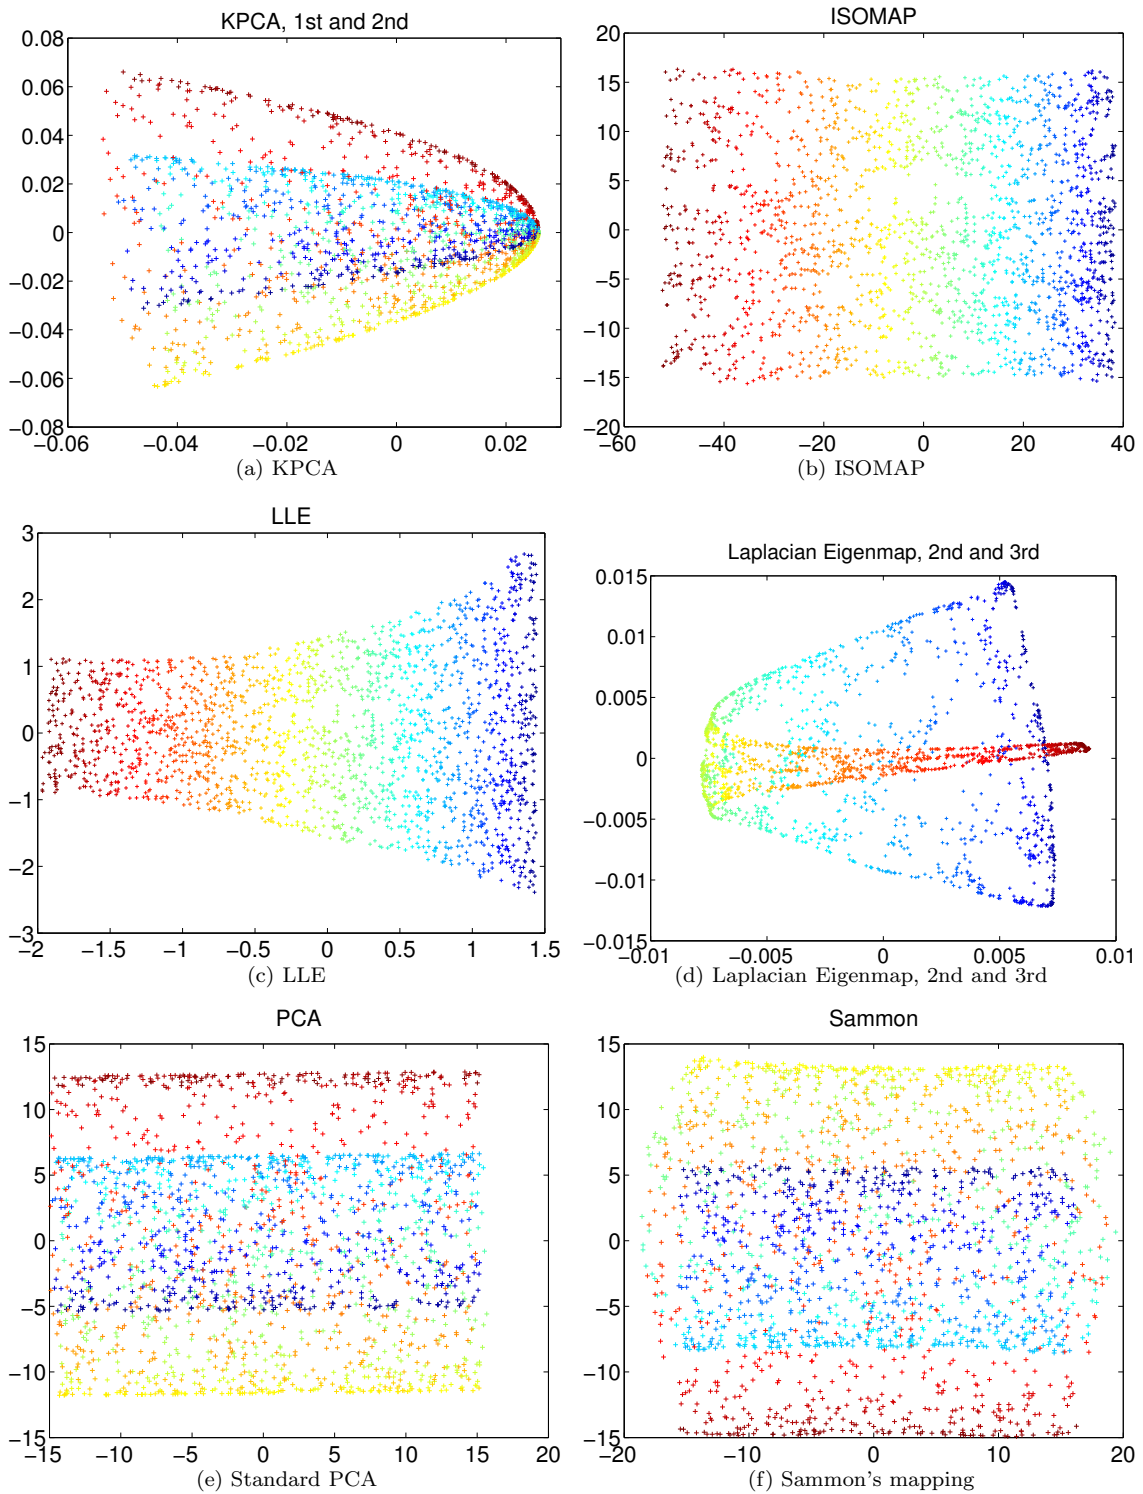 KPCA, 1st and 2nd
0.08
0.06
0.04
0.02
0
−0.02
−0.04
−0.06
−0.08
−0.06 −0.04 −0.02 0 0.02
(a) KPCA
ISOMAP
20
15
10
5
0
−5
−10
−15
−20
−60 −40 −20 0 20 40
(b) ISOMAP
LLE
3
2
1
0
−1
−2
−3
−2 −1.5 −1 −0.5 0 0.5 1 1.5
(c) LLE
Laplacian Eigenmap, 2nd and 3rd
0.015
0.01
0.005
0
−0.005
−0.01
−0.015
−0.01 −0.005 0 0.005 0.01
(d) Laplacian Eigenmap, 2nd and 3rd
PCA
15
10
5
0
−5
−10
−15
−15 −10 −5 0 5 10 15 20
(e) Standard PCA
Sammon
15
10
5
0
−5
−10
−15
−20 −10 0 10 20
(f) Sammon's mapping